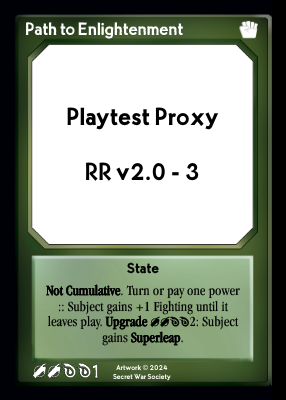 Path to Enlightenment
Playtest Proxy
RR v2.0 - 3
State
Not Cumulative. Turn or pay one power
:: Subject gains +1 Fighting until it
leaves play. Upgrade 2: Subject
gains Superleap.
1
Artwork © 2024
Secret War Society